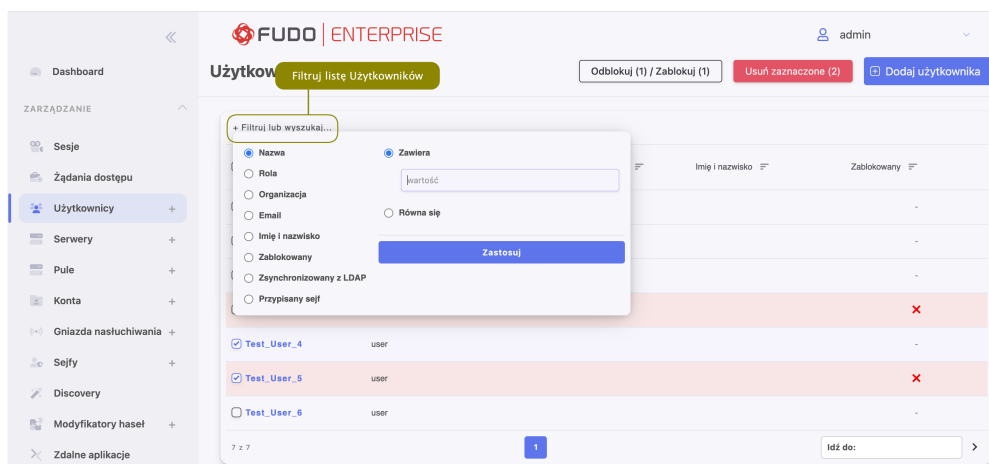 FUDO ENTERPRISE
admin
Dashboard
ZARZĄDZANIE
Sesje
Żądania dostępu
Użytkownicy +
Serwery +
Pule +
Konta +
Gniazda nasłuchiwania +
Sejfy +
Discovery
Modyfikatory haseł +
Zdalne aplikacje
Użytkow
Filtruj listę Użytkowników
Odblokuj (1) / Zablokuj (1)
Usuń zaznaczone (2)
Dodaj użytkownika
+ Filtruj lub wyszukaj...
Imię i nazwisko
Zablokowany
Nazwa
Rola
Organizacja
Email
Imię i nazwisko
Zablokowany
Zsynchronizowany z LDAP
Przypisany sejf
Zawiera
wartość
Równa się
Zastosuj
-
-
-
Test_User_4 user -
Test_User_5 user
Test_User_6 user -
7 z 7
1
Idź do: